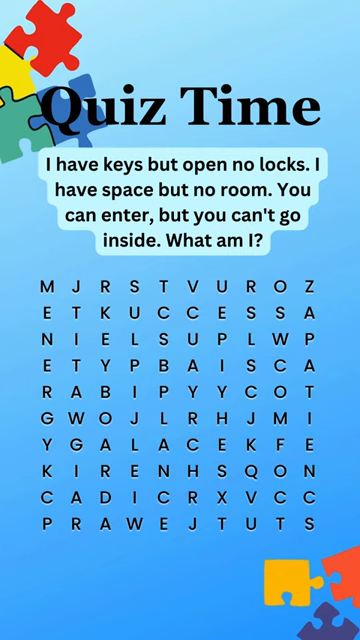 Quiz Time
I have keys but open no locks. I
have space but no room. You
can enter, but you can't go
inside. What am I?
M J R S T V U R O Z
E T K U C C E S S A
N I E L S U P L W P
E T Y P B A I S C A
R A B I P Y Y C O T
G W O J L R H J M I
Y G A L A C E K F E
K I R E N H S Q O N
C A D I C R X V C C
P R A W E J T U T S